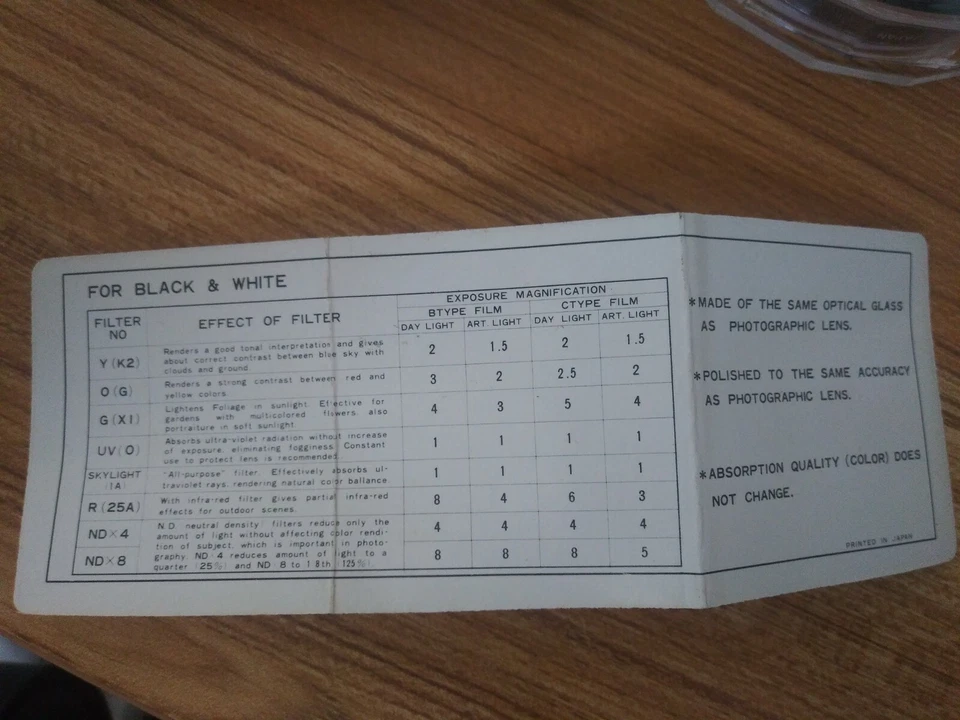 FOR BLACK & WHITE
FILTER NO
EFFECT OF FILTER
EXPOSURE MAGNIFICATION
BTYPE FILM CTYPE FILM
DAY LIGHT ART. LIGHT DAY LIGHT ART. LIGHT
Y (K2) Renders a good tonal interpretation and gives 2 1.5 2 1.5
about correct contrast between blue sky with
clouds and ground
O (G) Renders a strong contrast between red and 3 2 2.5 2
yellow colors
G (X1) Lightens Foliage in sunlight Effective for 4 3 5 4
gardens with multicolored flowers also
portraiture in soft sunlight
UV (O) Absorbs ultra-violet radiation without increase 1 1 1 1
of exposure, eliminating fogginess. Constant
use to protect lens is recommended.
SKYLIGHT (1A) "All-purpose" filter. Effectively absorbs ul- 1 1 1 1
traviolet rays, rendering natural color ballance.
R (25A) With infra-red filter gives partial infra-red 8 4 6 3
effects for outdoor scenes.
ND×4 N.D. neutral density filters reduce only the 4 4 4 4
amount of light without affecting color rendi-
tion of subject, which is important in photo-
ND×8 graphy. ND 4 reduces amount of light to a 8 8 8 5
quarter (25%) and ND 8 to 1 8th (125%).
*MADE OF THE SAME OPTICAL GLASS
AS PHOTOGRAPHIC LENS.
*POLISHED TO THE SAME ACCURACY
AS PHOTOGRAPHIC LENS.
*ABSORPTION QUALITY (COLOR) DOES
NOT CHANGE.
PRINTED IN JAPAN